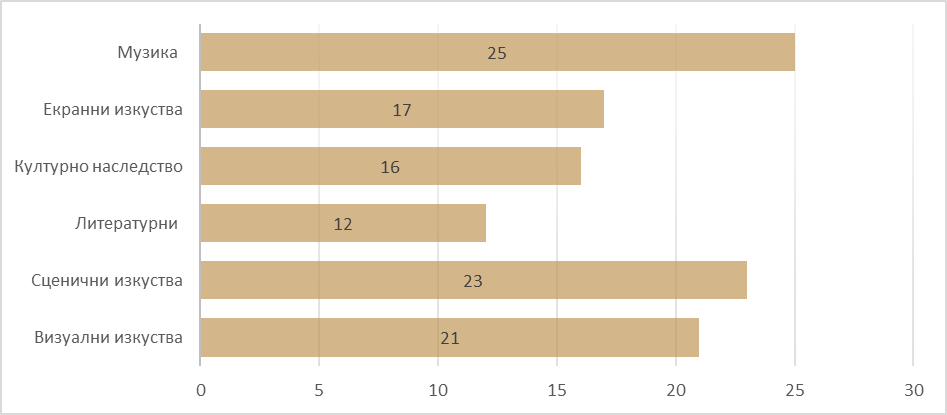 Музика 25
Екранни изкуства 17
Културно наследство 16
Литературни 12
Сценични изкуства 23
Визуални изкуства 21
0 5 10 15 20 25 30